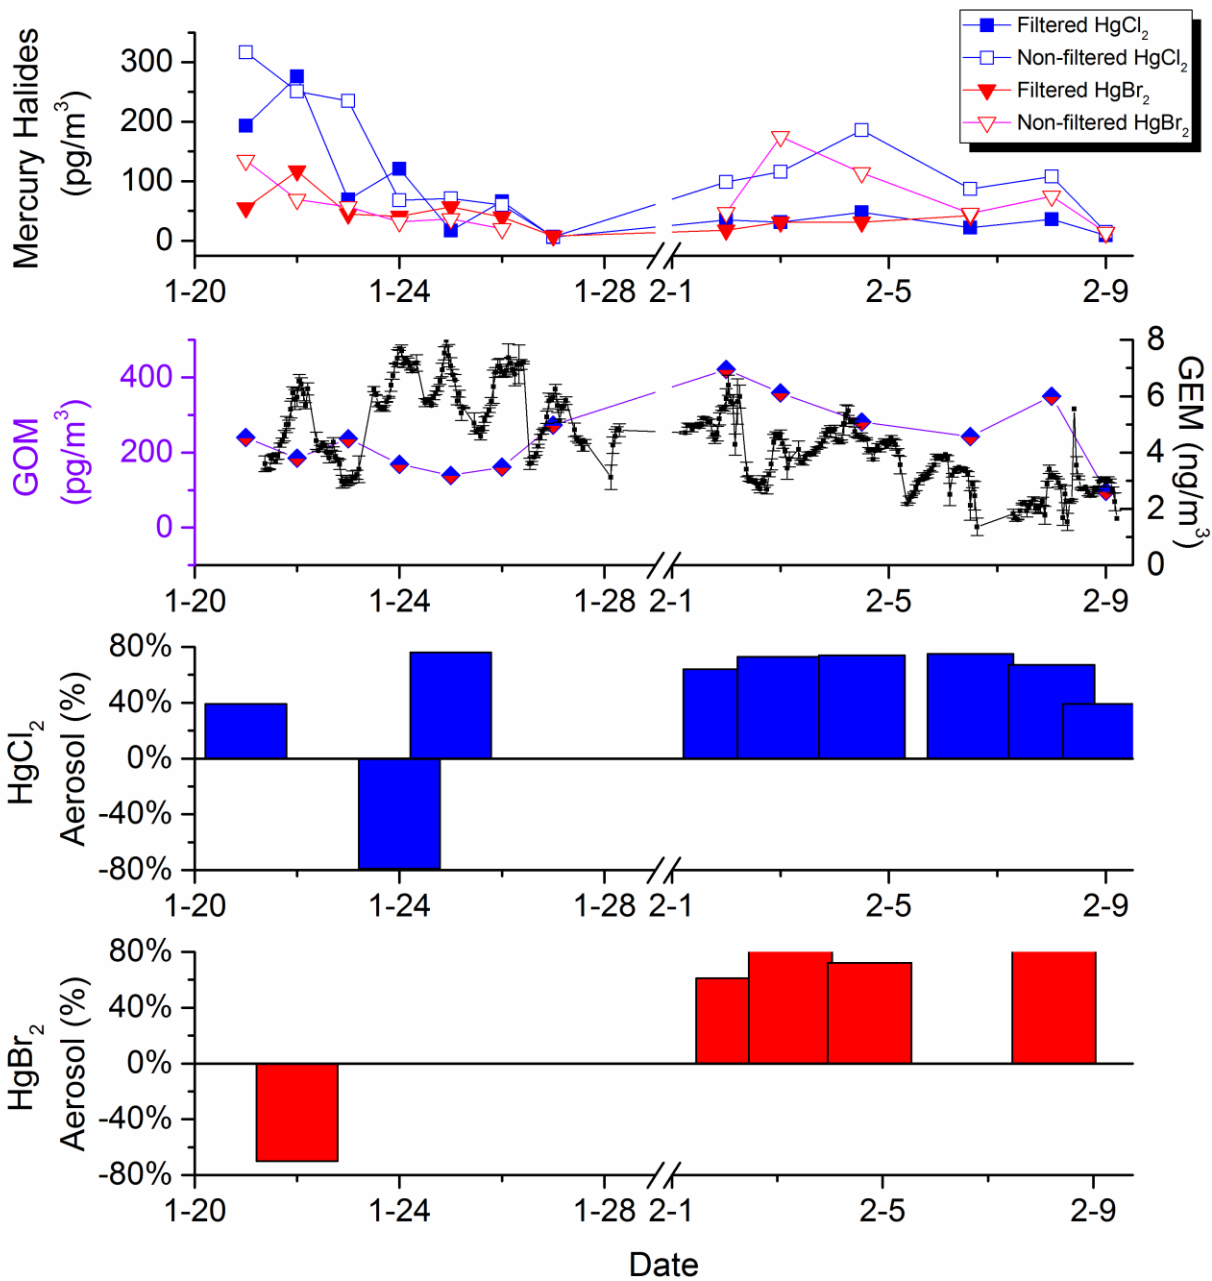 Filtered HgCl2
Non-filtered HgCl2
Filtered HgBr2
Non-filtered HgBr2
Mercury Halides
(pg/m3)
300
200
100
0
1-20 1-24 1-28 2-1 2-5 2-9
GOM
(pg/m3)
400
200
0
8
6
4
2
0
GEM (ng/m3)
1-20 1-24 1-28 2-1 2-5 2-9
HgCl2
Aerosol (%)
80%
40%
0%
-40%
-80%
1-20 1-24 1-28 2-1 2-5 2-9
HgBr2
Aerosol (%)
80%
40%
0%
-40%
-80%
1-20 1-24 1-28 2-1 2-5 2-9
Date